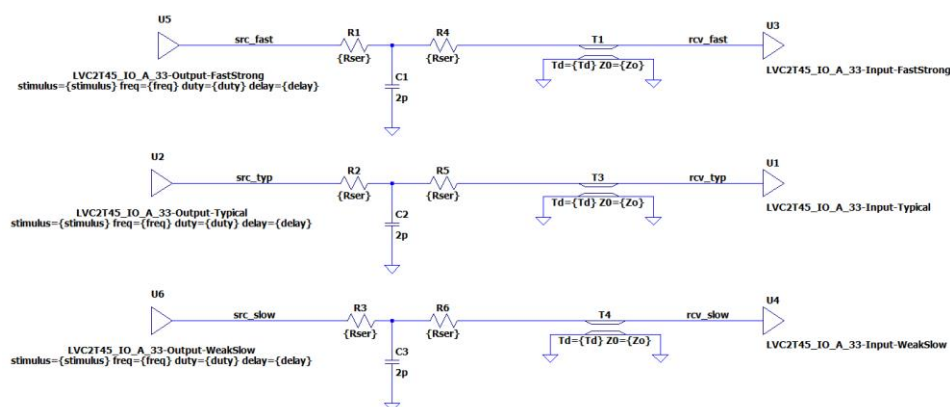 U5
src_fast
R1
{Rser}
R4
{Rser}
C1
2p
T1
Td={Td} Z0={Zo}
rcv_fast
U3
LVC2T45_IO_A_33-Output-FastStrong
stimulus={stimulus} freq={freq} duty={duty} delay={delay}
LVC2T45_IO_A_33-Input-FastStrong
U2
src_typ
R2
{Rser}
R5
{Rser}
C2
2p
T3
Td={Td} Z0={Zo}
rcv_typ
U1
LVC2T45_IO_A_33-Output-Typical
stimulus={stimulus} freq={freq} duty={duty} delay={delay}
LVC2T45_IO_A_33-Input-Typical
U6
src_slow
R3
{Rser}
R6
{Rser}
C3
2p
T4
Td={Td} Z0={Zo}
rcv_slow
U4
LVC2T45_IO_A_33-Output-WeakSlow
stimulus={stimulus} freq={freq} duty={duty} delay={delay}
LVC2T45_IO_A_33-Input-WeakSlow